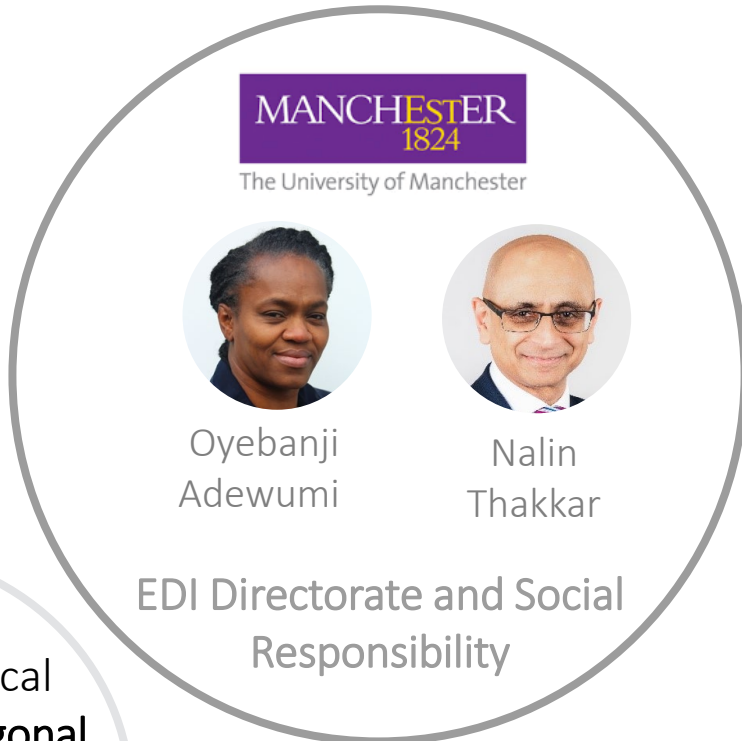 MANCHEstER
1824
The University of Manchester
Oyebanji
Adewumi
Nalin
Thakkar
EDI Directorate and Social
Responsibility
cal
gonal